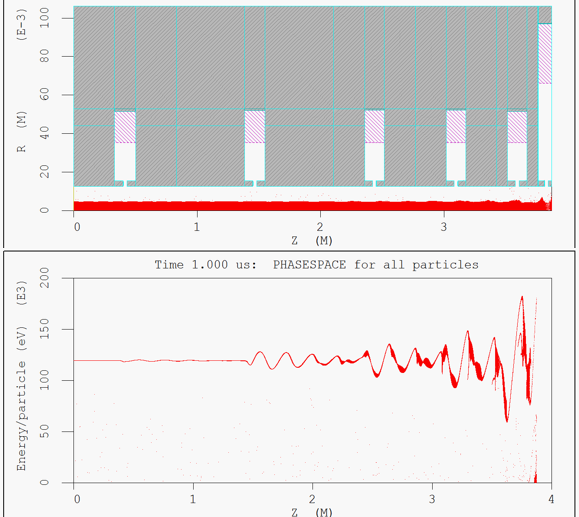 R (M) (E-3)
100
80
60
40
20
0
0 1 2 3
Z (M)
Time 1.000 us: PHASESPACE for all particles
Energy/particle (eV) (E3)
200
150
100
50
0
0 1 2 3 4
Z (M)